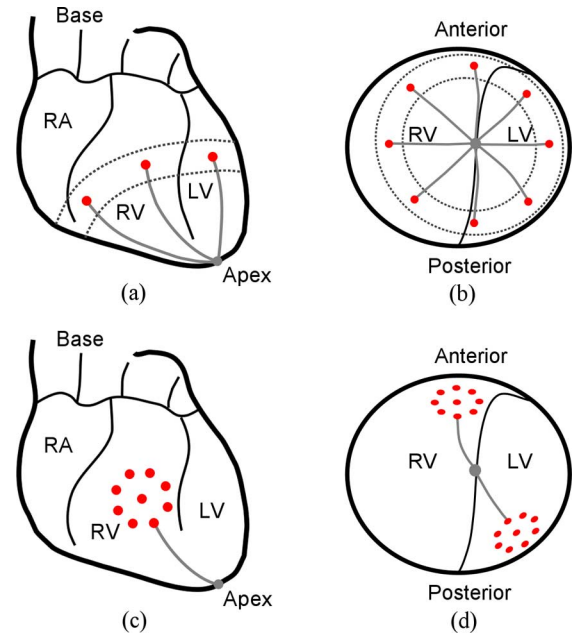 Base
RA
RV
LV
Apex
(a)
Anterior
RV
LV
Posterior
(b)
Base
RA
RV
LV
Apex
(c)
Anterior
RV
LV
Posterior
(d)